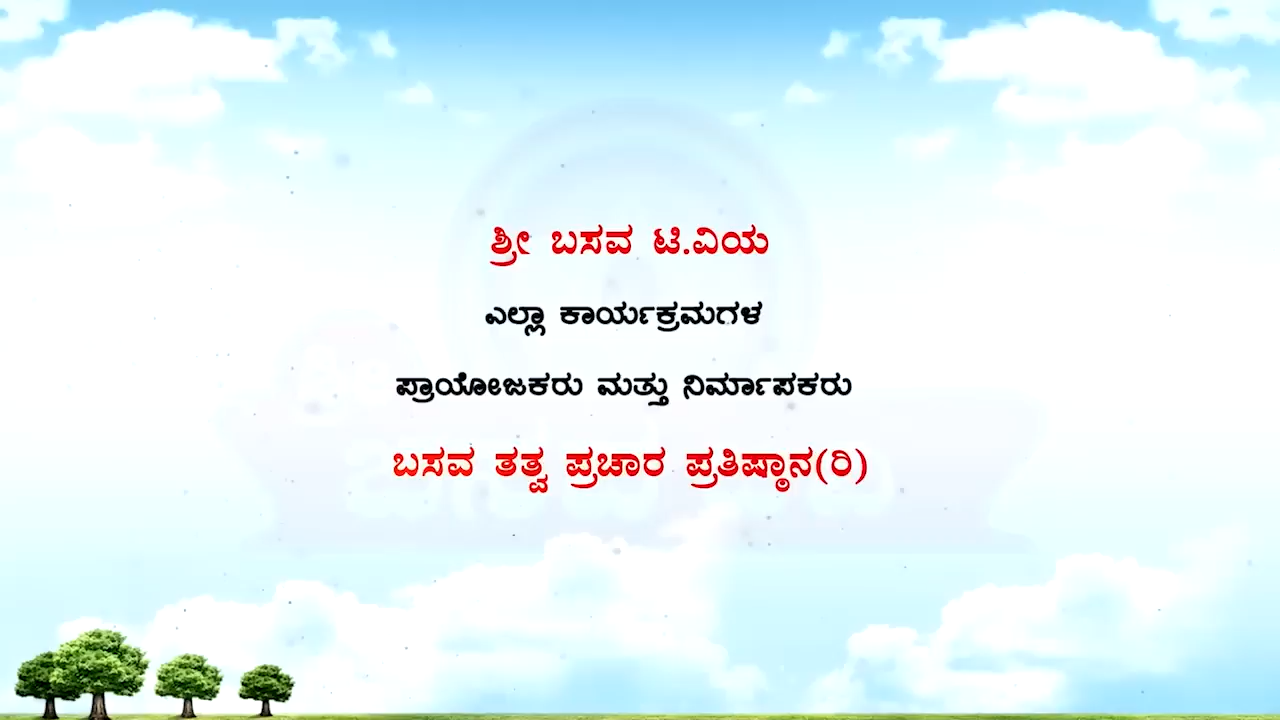 ಶ್ರೀ ಬಸವ ಟಿ.ವಿಯ
ಎಲ್ಲಾ ಕಾರ್ಯಕ್ರಮಗಳ
ಪ್ರಾಯೋಜಕರು ಮತ್ತು ನಿರ್ಮಾಪಕರು
ಬಸವ ತತ್ವ ಪ್ರಚಾರ ಪ್ರತಿಷ್ಠಾನ(ರಿ)